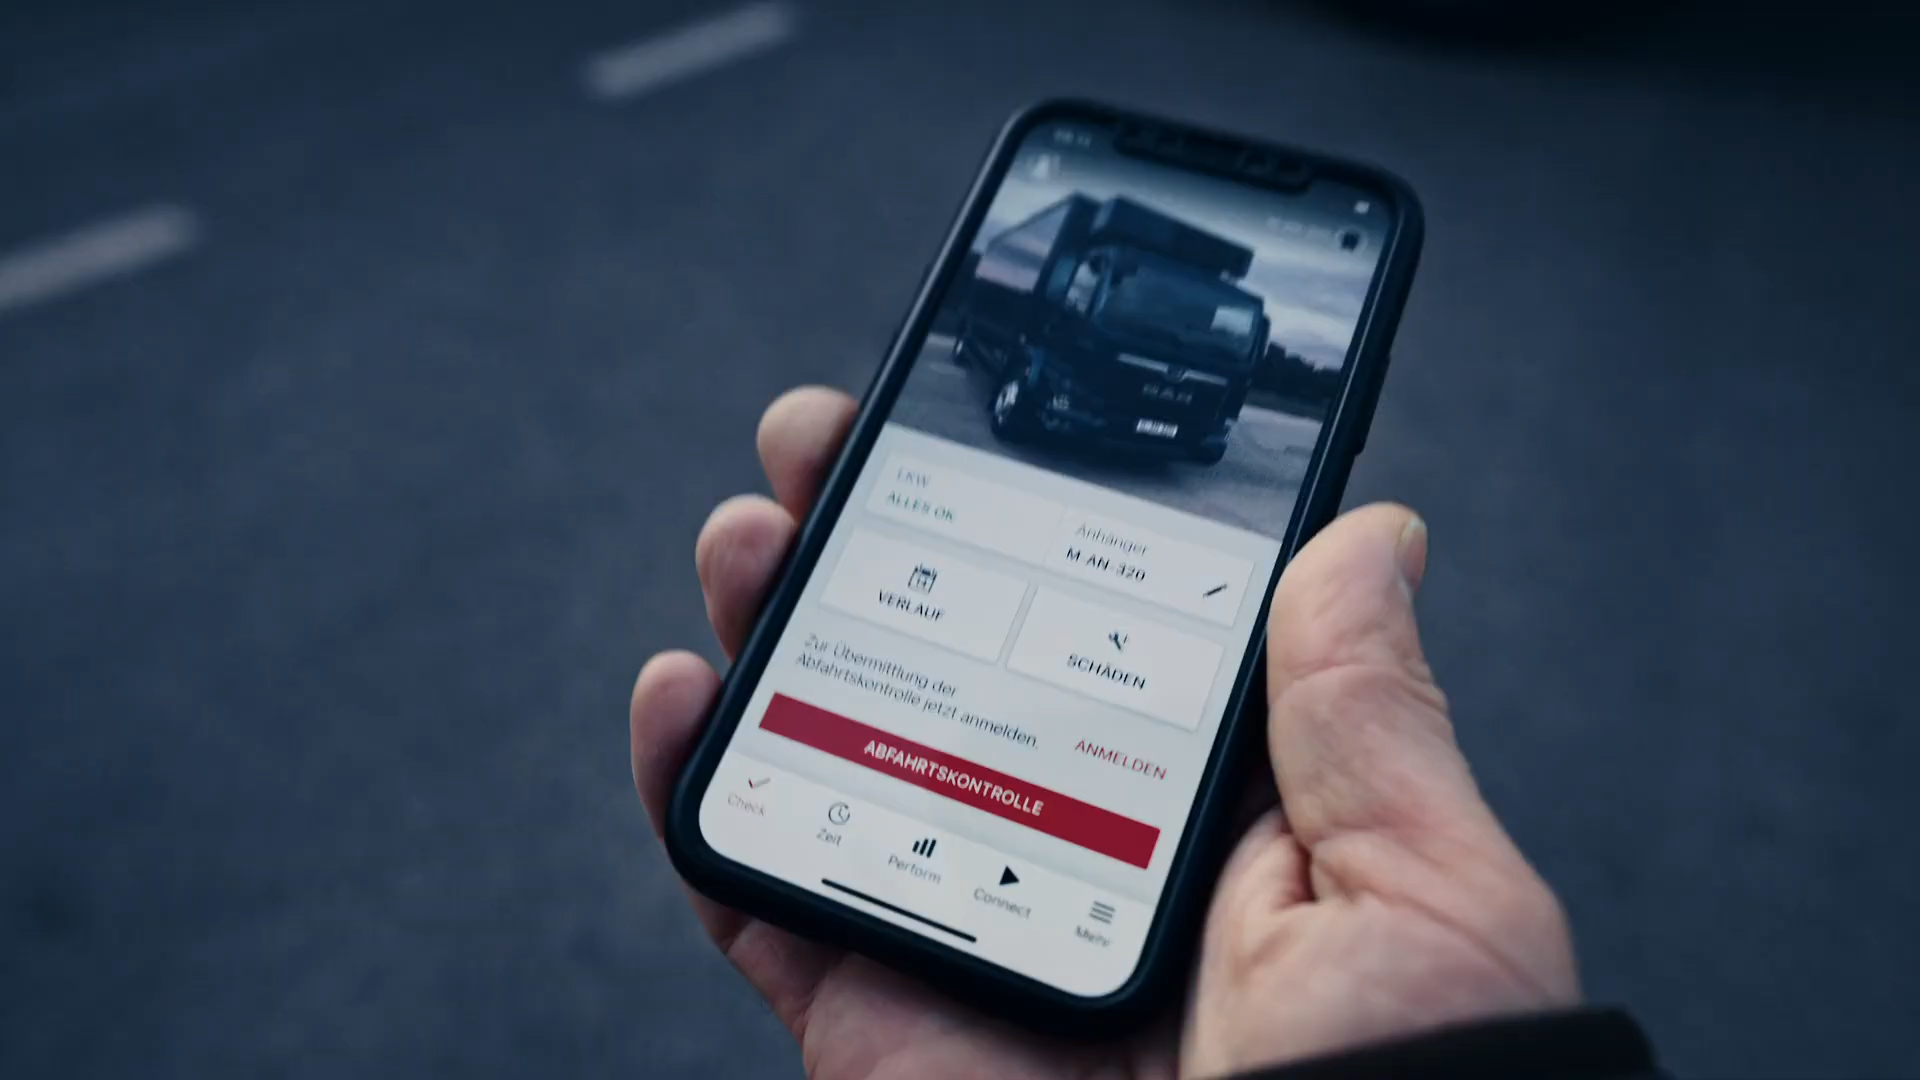 LKW
ALLES OK
Anhänger
M-AN-320
VERLAUF
SCHÄDEN
Zur Übermittlung der
Abfahrtskontrolle jetzt anmelden.
ANMELDEN
ABFAHRTSKONTROLLE
Check
Zeit
Perform
Connect
Mehr